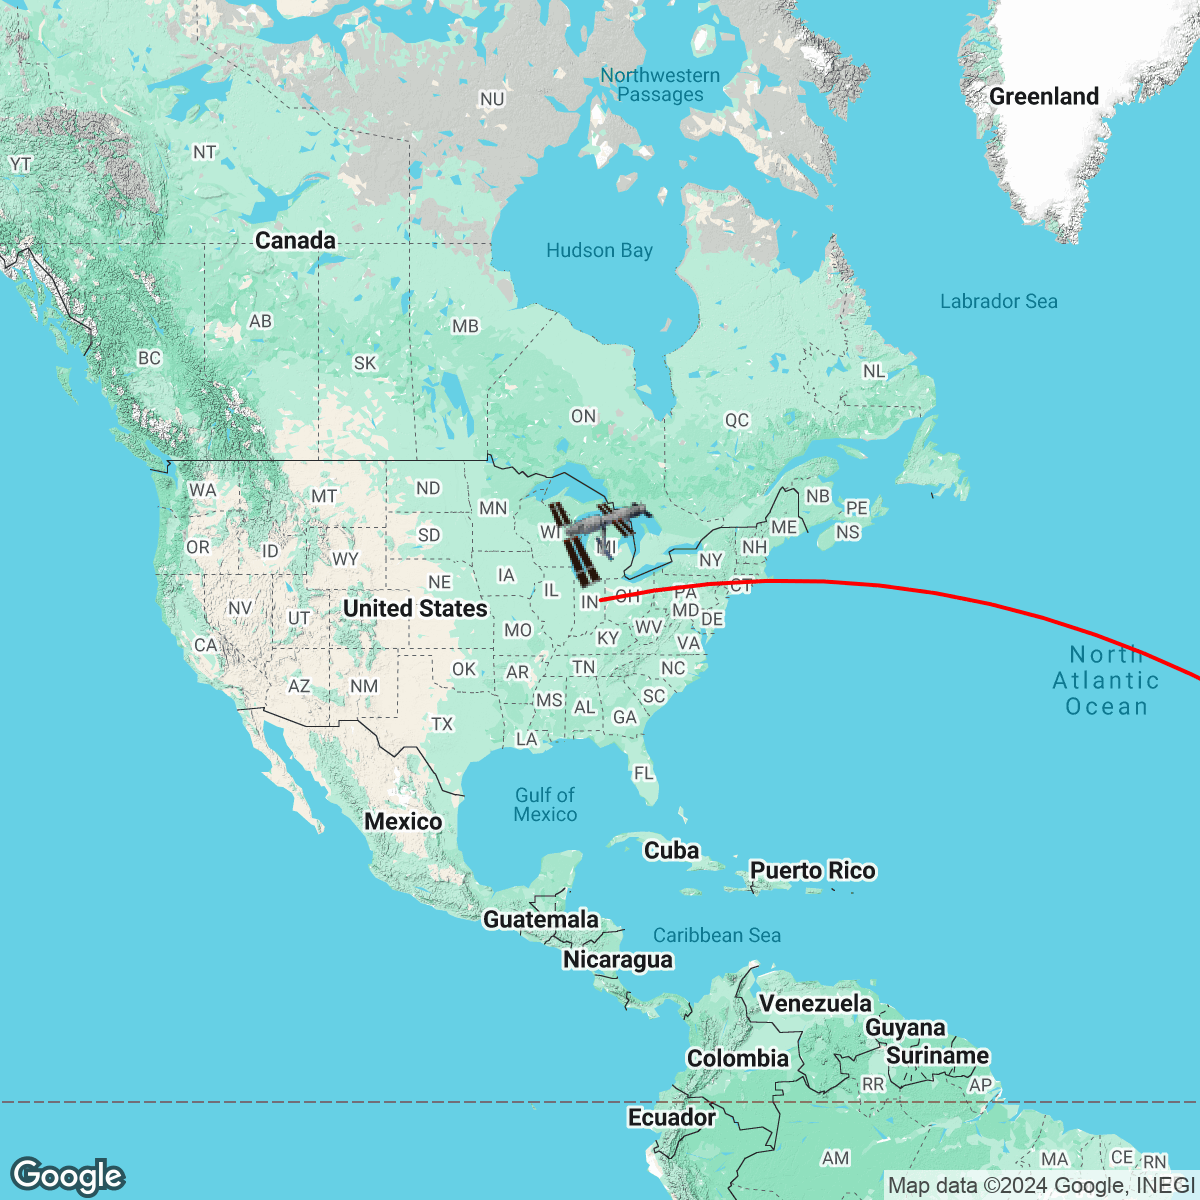 Northwestern
Passages
NU
Greenland
NT
YT
Canada
Hudson Bay
Labrador Sea
AB
MB
BC
SK
NL
ON
QC
WA
MT
ND
MN
NB
PE
ME
NS
OR
ID
SD
WI
MI
NH
WY
NY
IA
NE
IL
PA
CT
NV
UT
United States
IN
OH
MD
DE
MO
KY
WV
VA
CA
North
Atlantic
Ocean
OK
AR
TN
NC
AZ
NM
MS
AL
SC
GA
TX
LA
FL
Gulf of
Mexico
Mexico
Cuba
Puerto Rico
Guatemala
Caribbean Sea
Nicaragua
Venezuela
Guyana
Colombia
Suriname
RR
AP
Ecuador
AM
MA
CE
RN
Google
Map data ©2024 Google, INEGI